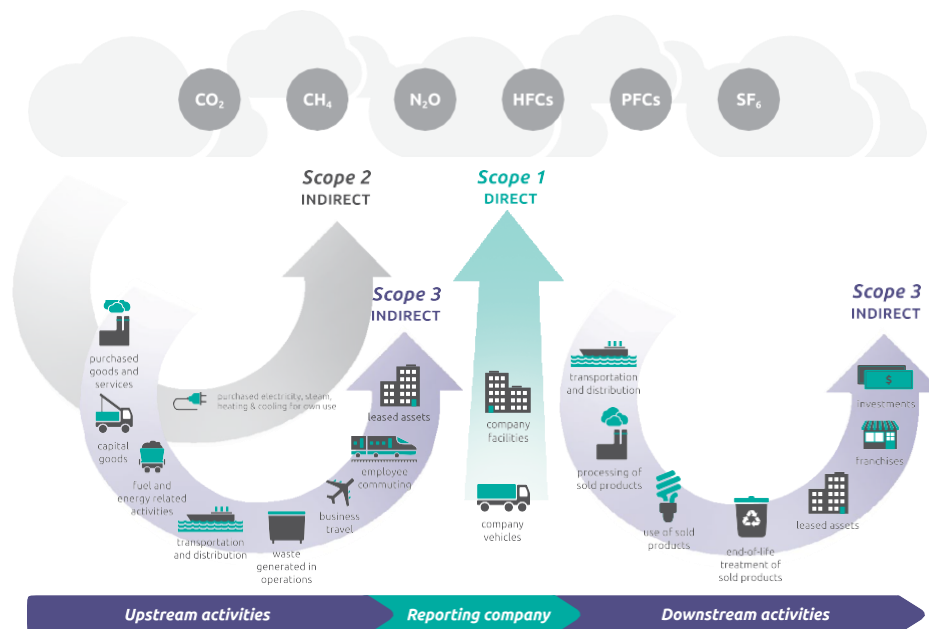 CO₂
CH₄
N₂O
HFCs
PFCs
SF₆
Scope 2
INDIRECT
Scope 1
DIRECT
Scope 3
INDIRECT
Scope 3
INDIRECT
purchased
goods and
services
purchased electricity, steam,
heating & cooling for own use
capital
goods
fuel and
energy related
activities
transportation
and distribution
waste
generated in
operations
business
travel
employee
commuting
leased assets
company
facilities
company
vehicles
transportation
and distribution
processing of
sold products
use of sold
products
end-of-life
treatment of
sold products
leased assets
franchises
$
investments
Upstream activities
Reporting company
Downstream activities